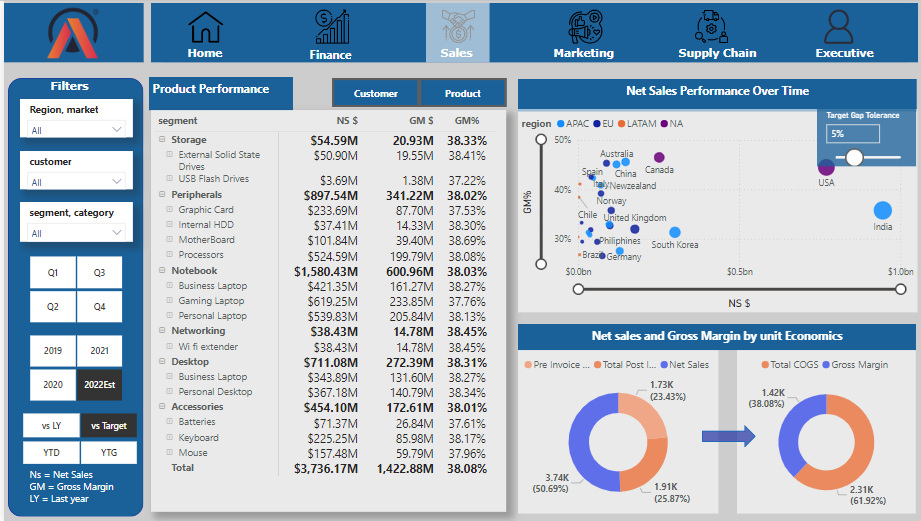 Home
Finance
Sales
Marketing
Supply Chain
Executive
Filters
Region, market
All
customer
All
segment, category
All
Q1 Q3
Q2 Q4
2019 2021
2020 2022Est
vs LY vs Target
YTD YTG
Ns = Net Sales
GM = Gross Margin
LY = Last year
Product Performance
Customer Product
segment NS $ GM $ GM%
Storage $54.59M 20.93M 38.33%
External Solid State Drives $50.90M 19.55M 38.41%
USB Flash Drives $3.69M 1.38M 37.22%
Peripherals $897.54M 341.22M 38.02%
Graphic Card $233.69M 87.70M 37.53%
Internal HDD $37.41M 14.33M 38.30%
MotherBoard $101.84M 39.40M 38.69%
Processors $524.59M 199.79M 38.08%
Notebook $1,580.43M 600.96M 38.03%
Business Laptop $421.35M 161.27M 38.27%
Gaming Laptop $619.25M 233.85M 37.76%
Personal Laptop $539.83M 205.84M 38.13%
Networking $38.43M 14.78M 38.45%
Wi fi extender $38.43M 14.78M 38.45%
Desktop $711.08M 272.39M 38.31%
Business Laptop $343.89M 131.60M 38.27%
Personal Desktop $367.18M 140.79M 38.34%
Accessories $454.10M 172.61M 38.01%
Batteries $71.37M 26.84M 37.61%
Keyboard $225.25M 85.98M 38.17%
Mouse $157.48M 59.79M 37.96%
Total $3,736.17M 1,422.88M 38.08%
Net Sales Performance Over Time
region APAC EU LATAM NA
Target Gap Tolerance
5%
50%
40%
30%
GM%
Australia
Spain
China
Canada
Italy
Newzealand
USA
Norway
Chile
United Kingdom
India
Philiphines
South Korea
Brazil
Germany
$0.0bn $0.5bn $1.0bn
NS $
Net sales and Gross Margin by unit Economics
Pre Invoice ... Total Post I... Net Sales
1.73K
(23.43%)
3.74K
(50.69%)
1.91K
(25.87%)
Total COGS Gross Margin
1.42K
(38.08%)
2.31K
(61.92%)